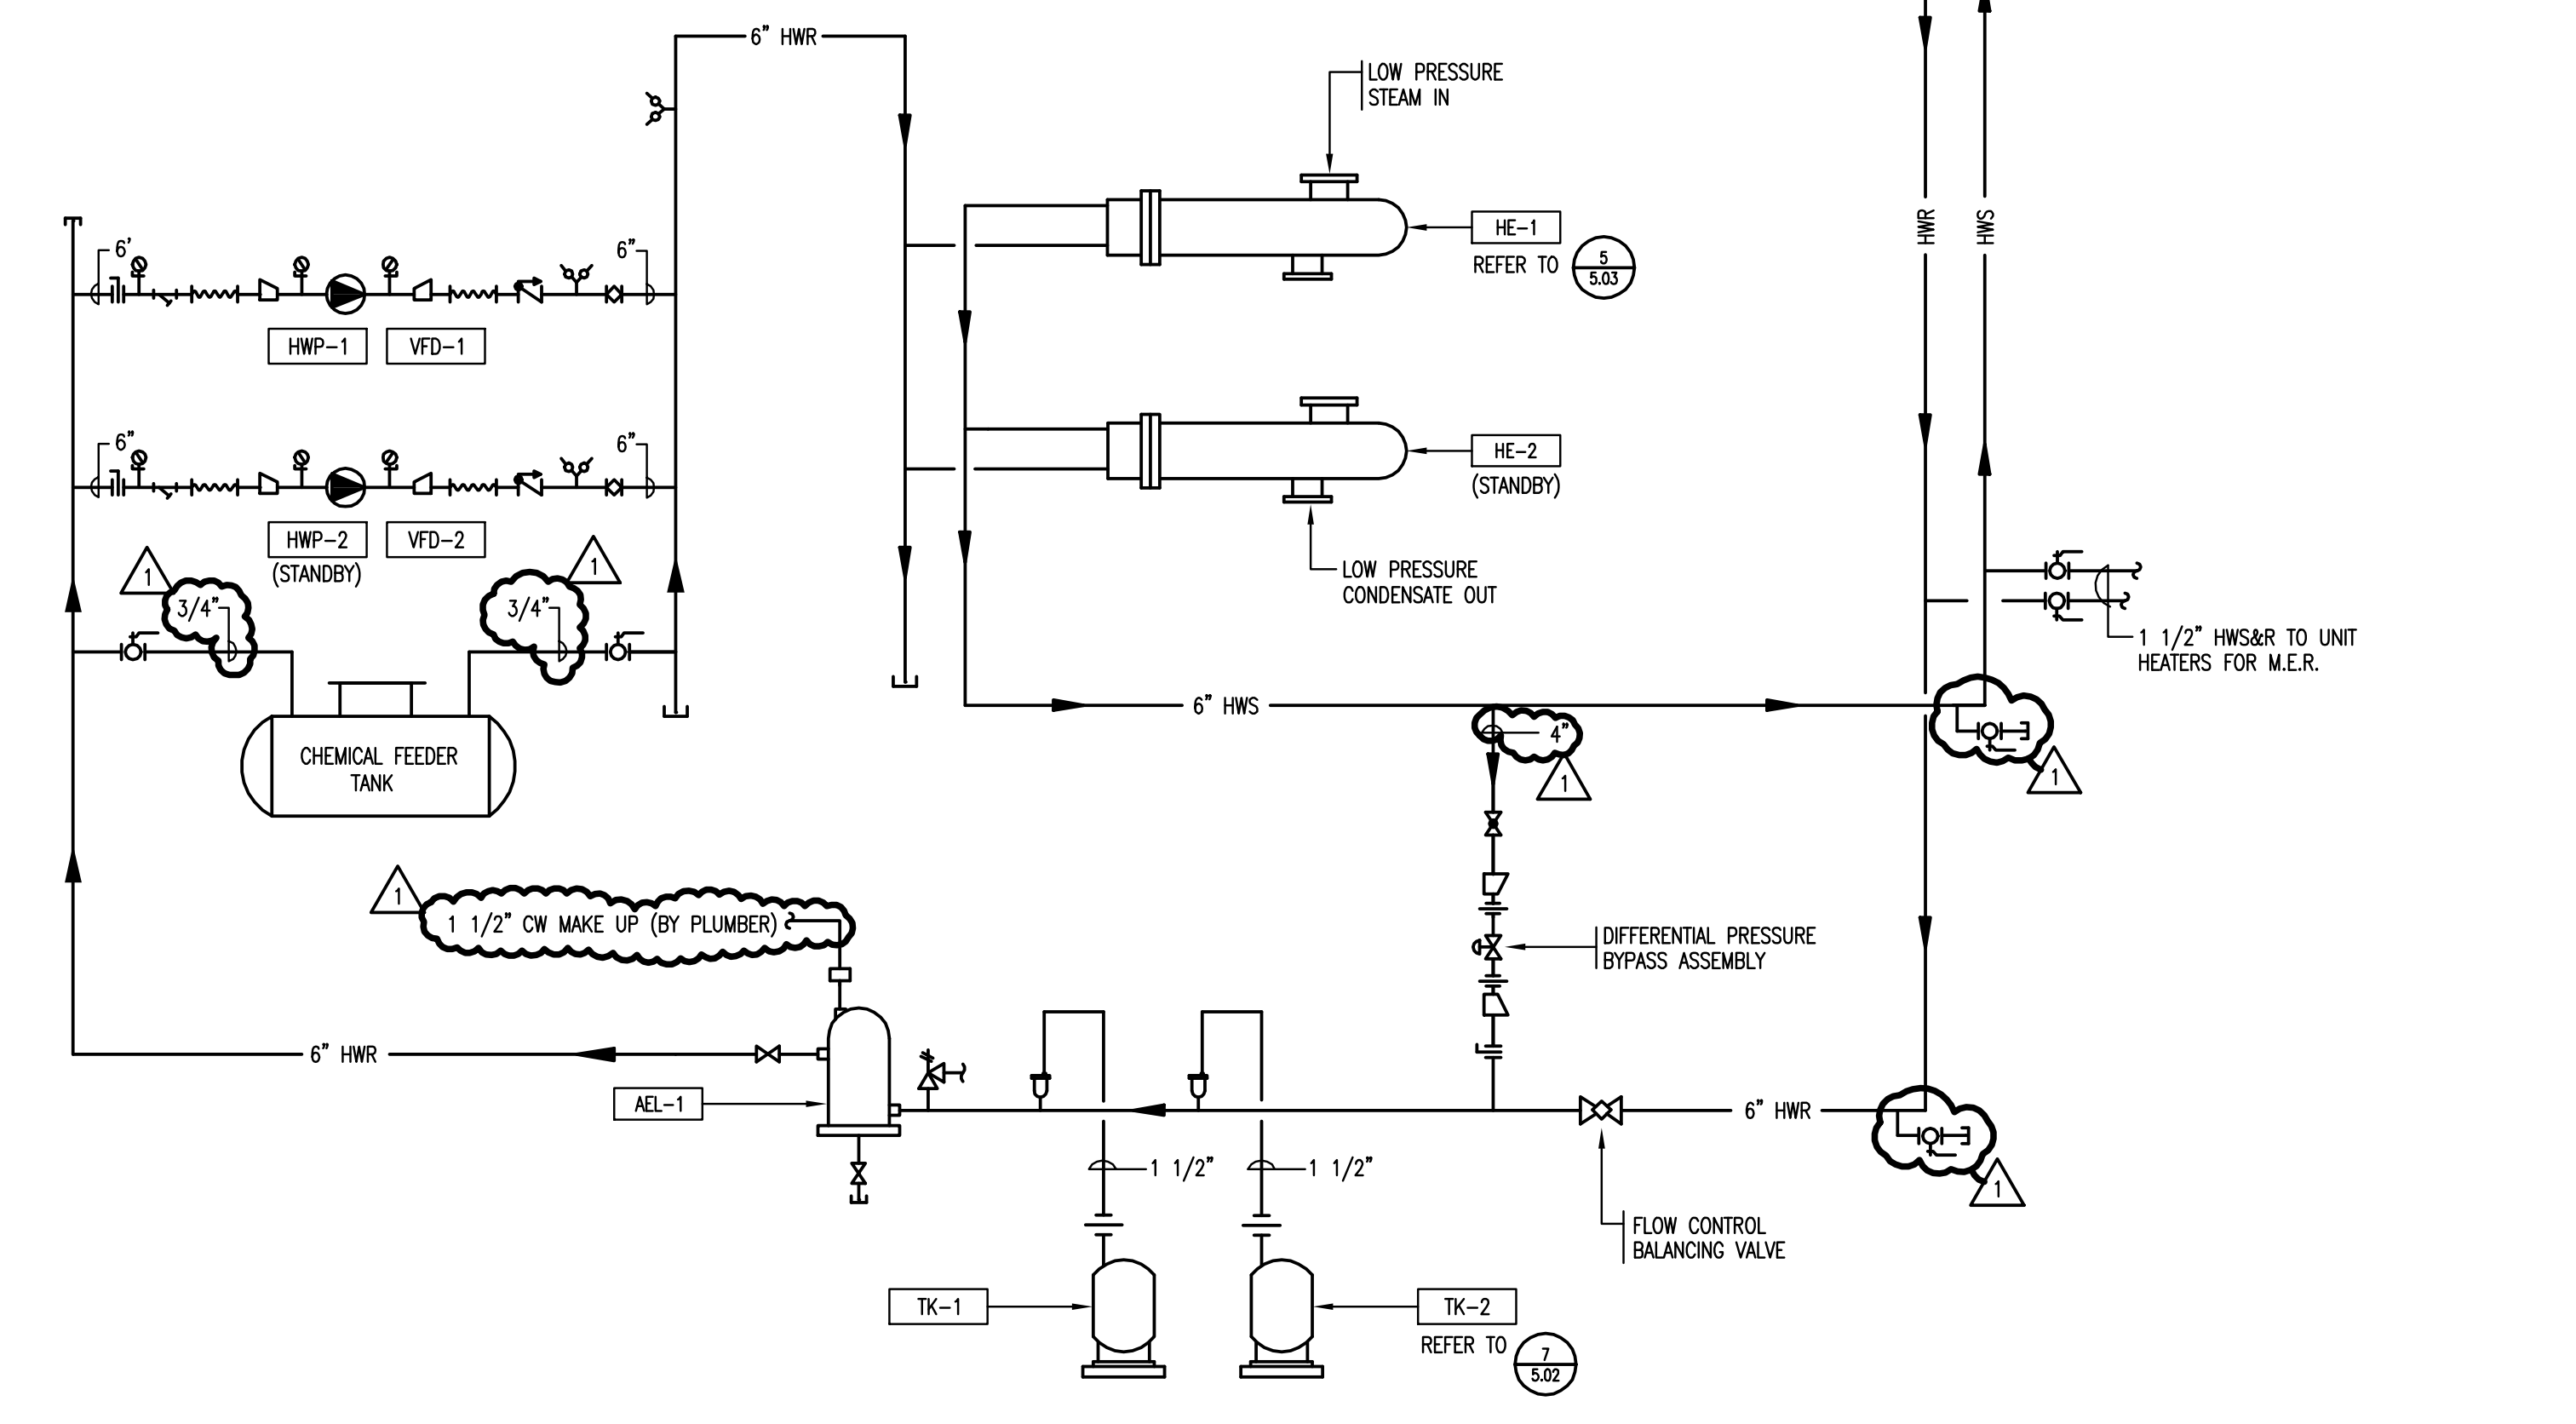 6” HWR
LOW PRESSURE
STEAM IN
HWR
HWS
6’
6”
HE-1
REFER TO
5
5.03
HWP-1
VFD-1
6”
6”
HE-2
(STANDBY)
HWP-2
VFD-2
(STANDBY)
1
1
3/4”
3/4”
LOW PRESSURE
CONDENSATE OUT
1 1/2” HWS&R TO UNIT
HEATERS FOR M.E.R.
6” HWS
4”
1
1
CHEMICAL FEEDER
TANK
1
1 1/2” CW MAKE UP (BY PLUMBER)
DIFFERENTIAL PRESSURE
BYPASS ASSEMBLY
6” HWR
AEL-1
6” HWR
1 1/2”
1 1/2”
1
FLOW CONTROL
BALANCING VALVE
TK-1
TK-2
REFER TO
7
5.02